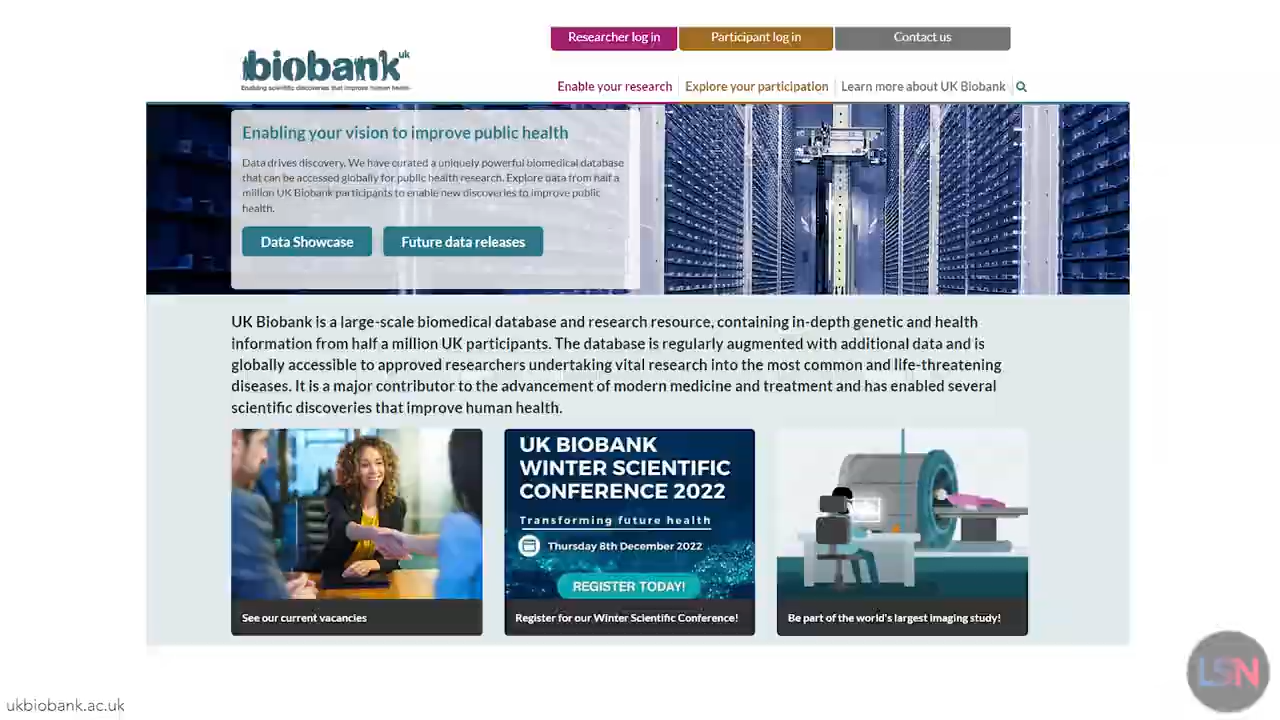 Researcher log in
Participant log in
Contact us
biobank uk
Enabling scientific discoveries that improve human health
Enable your research
Explore your participation
Learn more about UK Biobank
Enabling your vision to improve public health
Data drives discovery. We have curated a uniquely powerful biomedical database
that can be accessed globally for public health research. Explore data from half a
million UK Biobank participants to enable new discoveries to improve public
health.
Data Showcase
Future data releases
UK Biobank is a large-scale biomedical database and research resource, containing in-depth genetic and health
information from half a million UK participants. The database is regularly augmented with additional data and is
globally accessible to approved researchers undertaking vital research into the most common and life-threatening
diseases. It is a major contributor to the advancement of modern medicine and treatment and has enabled several
scientific discoveries that improve human health.
UK BIOBANK
WINTER SCIENTIFIC
CONFERENCE 2022
Transforming future health
Thursday 8th December 2022
REGISTER TODAY!
See our current vacancies
Register for our Winter Scientific Conference!
Be part of the world's largest imaging study!
LSN
ukbiobank.ac.uk